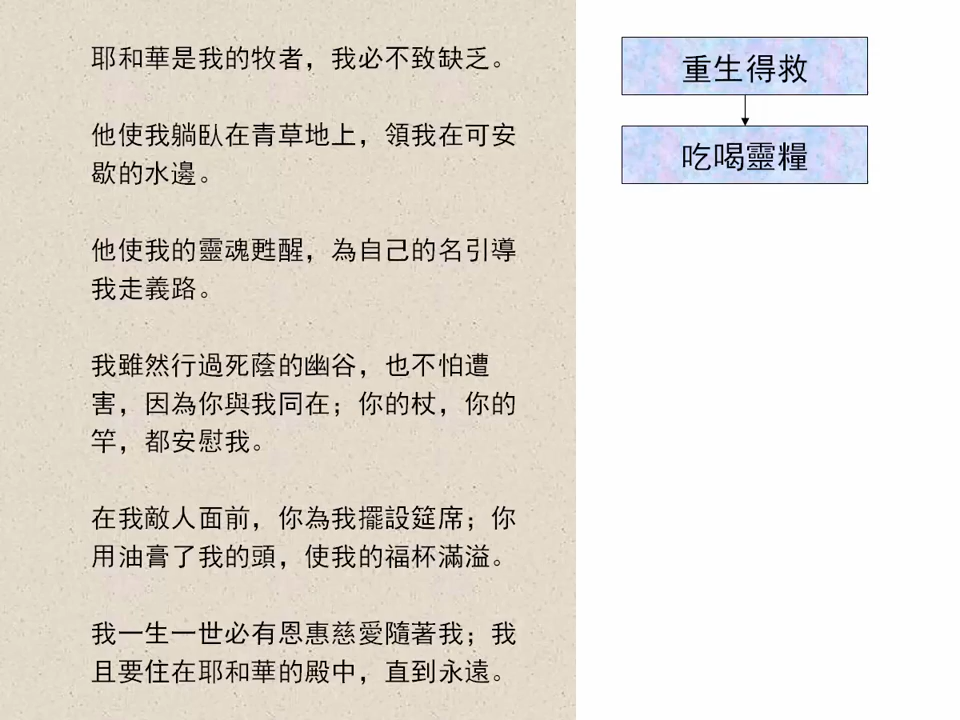 耶和華是我的牧者，我必不致缺乏。
他使我躺臥在青草地上，領我在可安
歇的水邊。
他使我的靈魂甦醒，為自己的名引導
我走義路。
我雖然行過死蔭的幽谷，也不怕遭
害，因為你與我同在；你的杖，你的
竿，都安慰我。
在我敵人面前，你為我擺設筵席；你
用油膏了我的頭，使我的福杯滿溢。
我一生一世必有恩惠慈愛隨著我；我
且要住在耶和華的殿中，直到永遠。
重生得救
吃喝靈糧